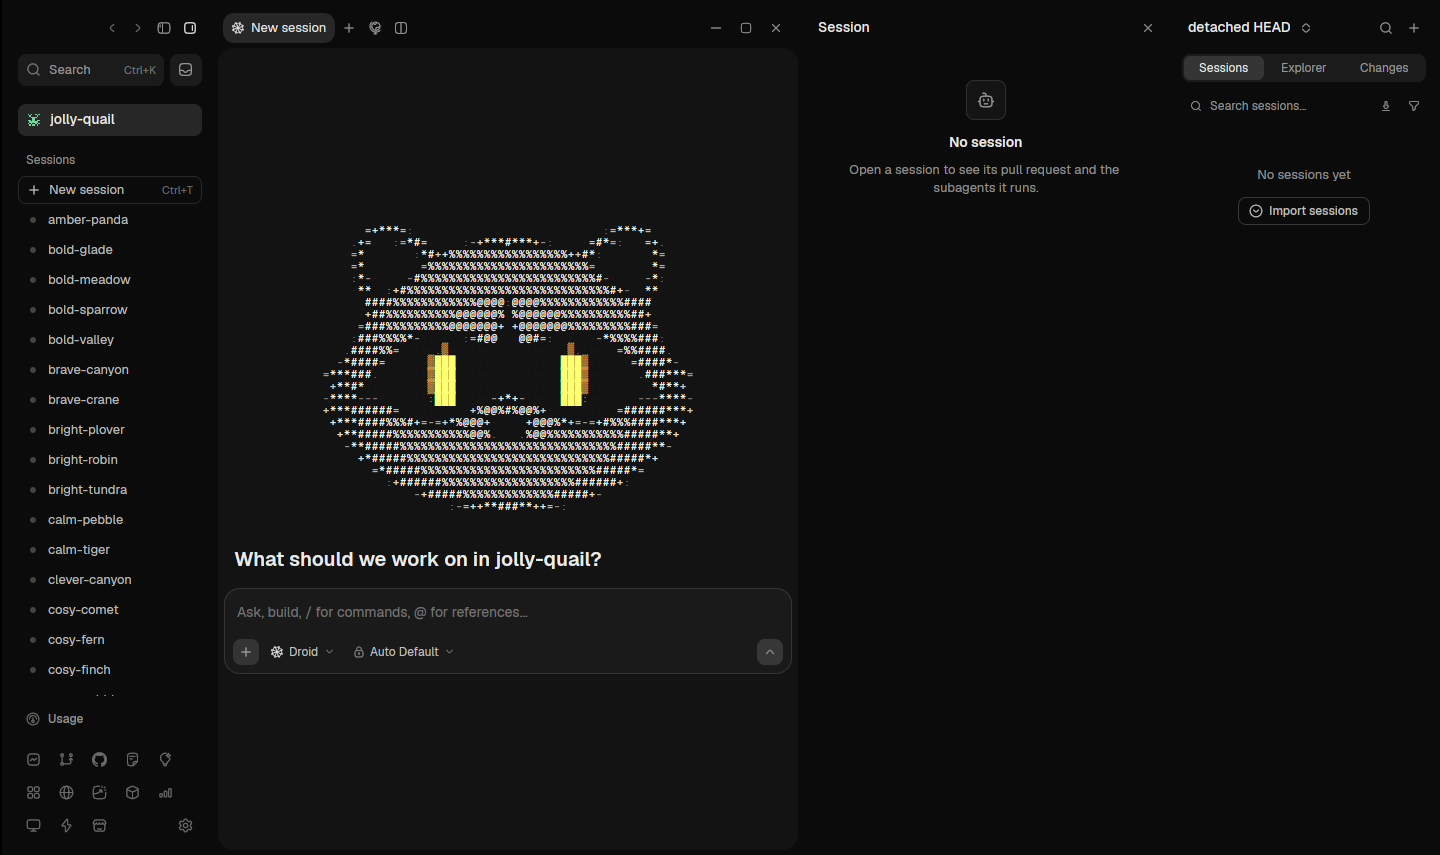 New session
Search
Ctrl+K
jolly-quail
Sessions
New session
Ctrl+T
amber-panda
bold-glade
bold-meadow
bold-sparrow
bold-valley
brave-canyon
brave-crane
bright-plover
bright-robin
bright-tundra
calm-pebble
calm-tiger
clever-canyon
cosy-comet
cosy-fern
cosy-finch
Usage
What should we work on in jolly-quail?
Ask, build, / for commands, @ for references...
Droid
Auto Default
Session
No session
Open a session to see its pull request and the
subagents it runs.
detached HEAD
Sessions
Explorer
Changes
Search sessions...
No sessions yet
Import sessions